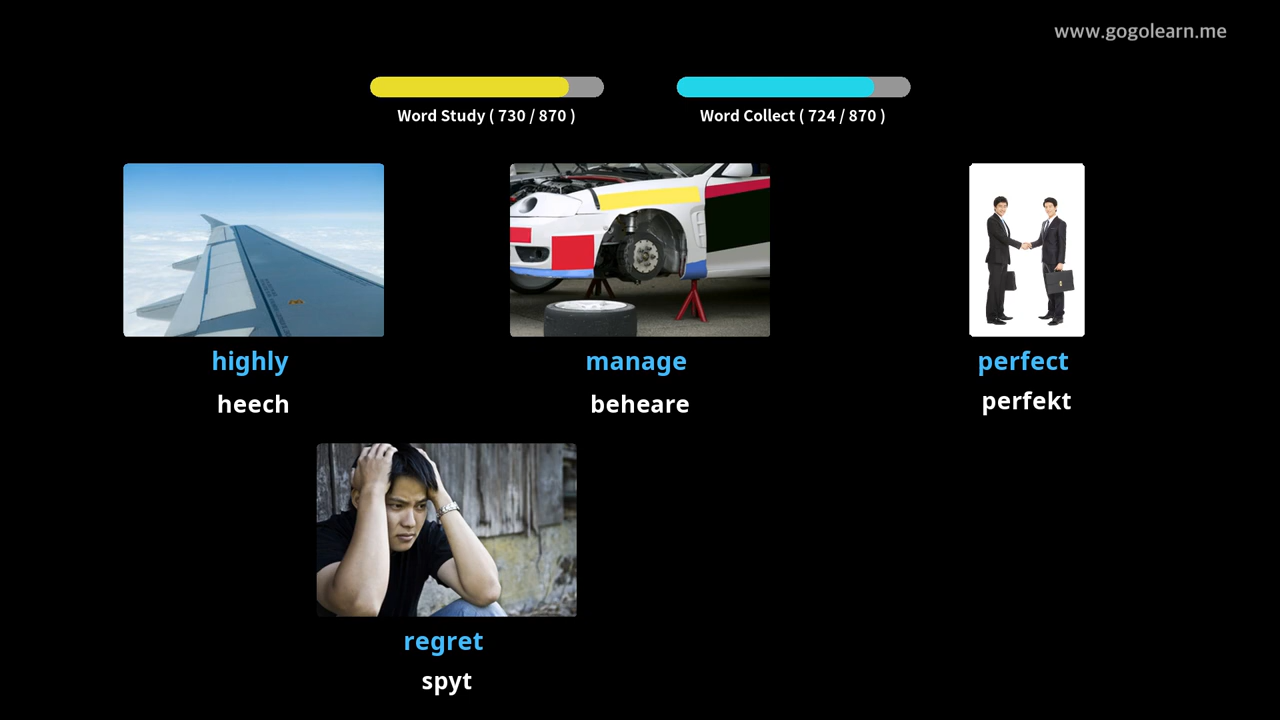 www.gogolearn.me
Word Study ( 730 / 870 )
Word Collect ( 724 / 870 )
highly
manage
perfect
heech
beheare
perfekt
regret
spyt